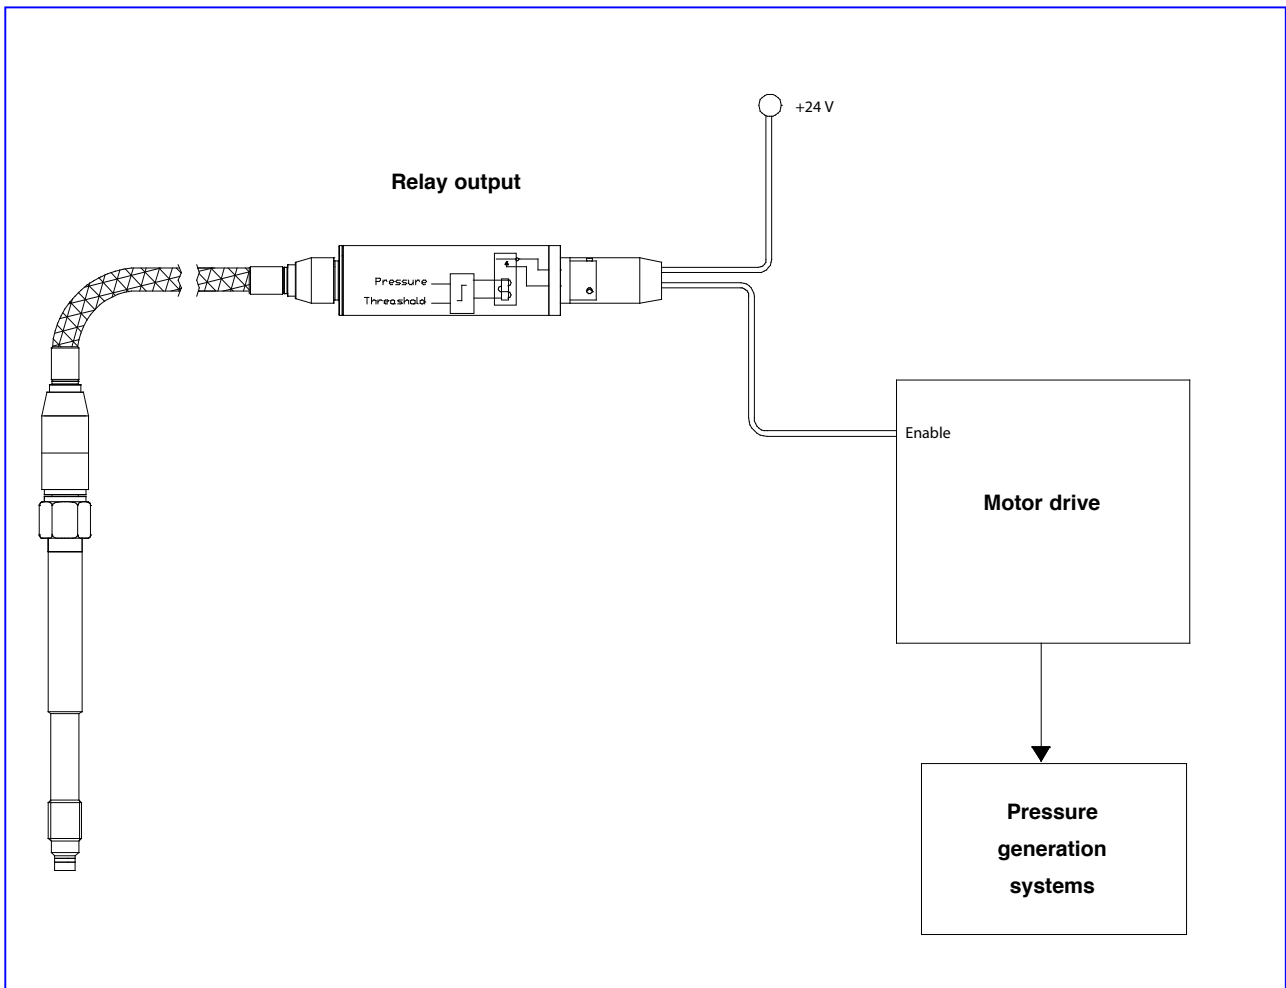 +24 V
Relay output
Pressure
Threashold
Enable
Motor drive
Pressure
generation
systems